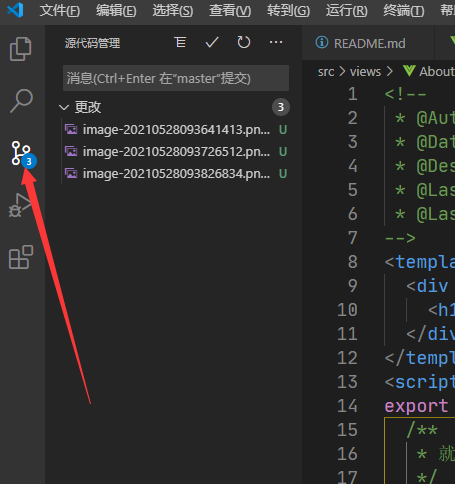 文件(F) 编辑(E) 选择(S) 查看(V) 转到(G) 运行(R) 终端(T)
源代码管理
README.md
消息(Ctrl+Enter 在"master"提交)
src > views > About
更改 3
image-20210528093641413.pn... U
image-20210528093726512.pn... U
image-20210528093826834.pn... U
3
1 <!--
2 * @Aut
3 * @Dat
4 * @Des
5 * @Las
6 * @Las
7 -->
8 <templa
9 <div
10 <h1
11 </div
12 </templ
13 <script
14 export
15 /**
16 * 就
17 */